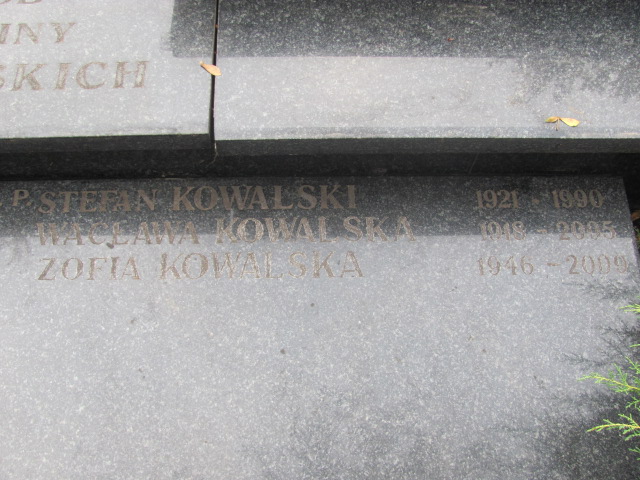 INY
SKICH
P. STEFAN KOWALSKI 1921 - 1990
WACŁAWA KOWALSKA 1918 - 2005
ZOFIA KOWALSKA 1946 - 2009